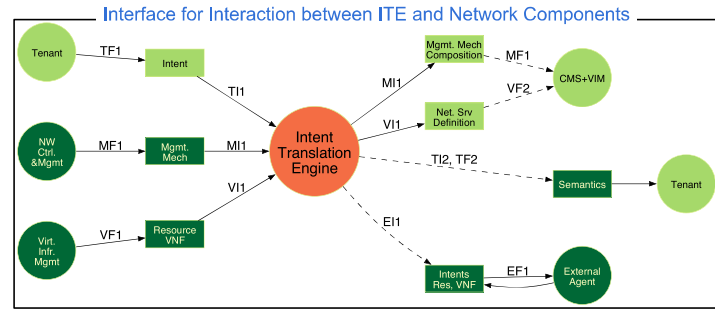 Interface for Interaction between ITE and Network Components
Tenant
TF1
Intent
TI1
NW
Ctrl.
&Mgmt
MF1
Mgmt.
Mech
MI1
Virt.
Infr.
Mgmt
VF1
Resource
VNF
VI1
Intent
Translation
Engine
MI1
Mgmt. Mech
Composition
MF1
VI1
Net. Srv
Definition
VF2
CMS+VIM
TI2, TF2
Semantics
Tenant
EI1
Intents
Res, VNF
EF1
External
Agent